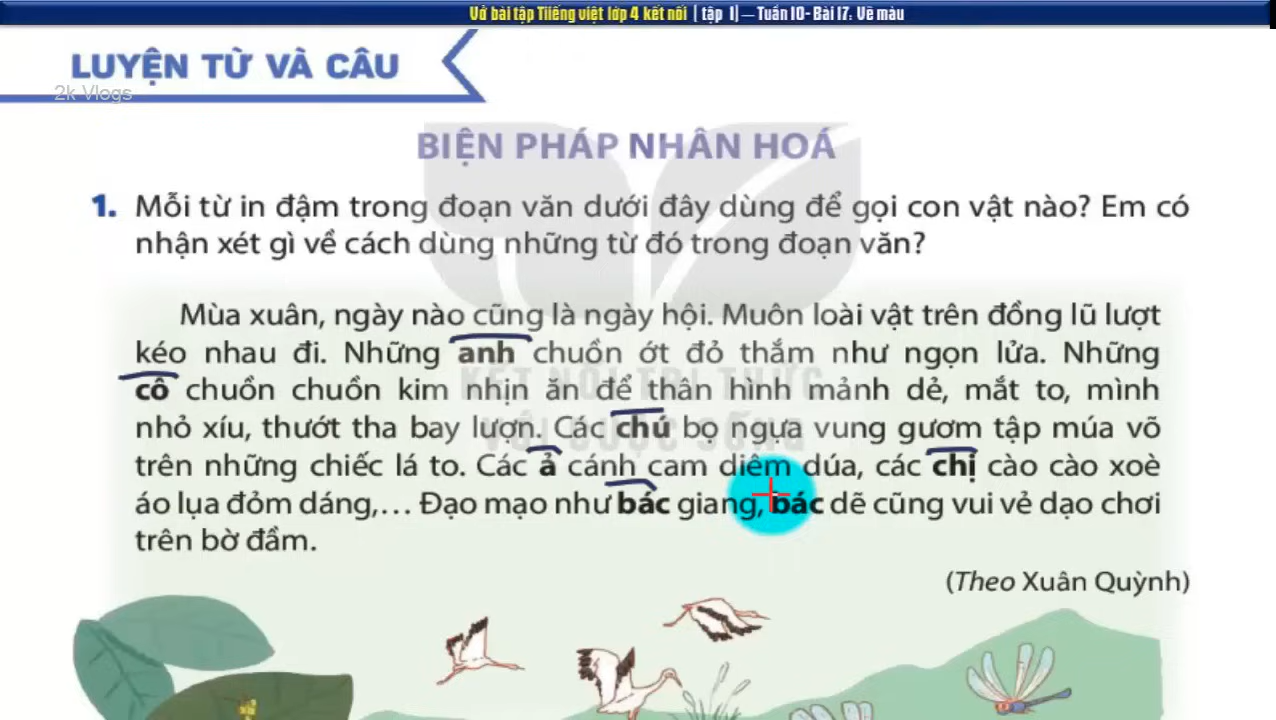 Vở bài tập Tiếng việt lớp 4 kết nối ( tập 1) – Tuần 10- Bài 17: Vẽ màu
LUYỆN TỪ VÀ CÂU
2k Vlogs
BIỆN PHÁP NHÂN HOÁ
1. Mỗi từ in đậm trong đoạn văn dưới đây dùng để gọi con vật nào? Em có
nhận xét gì về cách dùng những từ đó trong đoạn văn?
Mùa xuân, ngày nào cũng là ngày hội. Muôn loài vật trên đồng lũ lượt
kéo nhau đi. Những anh chuồn ớt đỏ thắm như ngọn lửa. Những
cô chuồn chuồn kim nhịn ăn để thân hình mảnh dẻ, mắt to, mình
nhỏ xíu, thướt tha bay lượn. Các chú bọ ngựa vung gươm tập múa võ
trên những chiếc lá to. Các ả cánh cam diêm dúa, các chị cào cào xoè
áo lụa đỏm dáng,... Đạo mạo như bác giang, bác dẽ cũng vui vẻ dạo chơi
trên bờ đầm.
(Theo Xuân Quỳnh)
KẾT NỐI TRI THỨC
VỚI CUỘC SỐNG